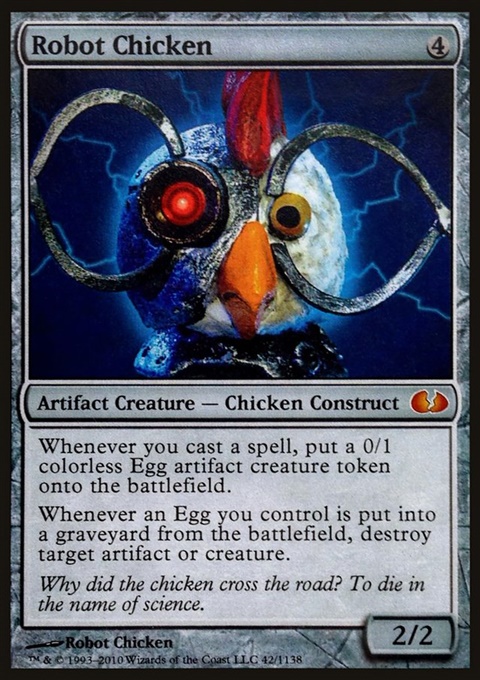 Robot Chicken 4
Artifact Creature — Chicken Construct
Whenever you cast a spell, put a 0/1
colorless Egg artifact creature token
onto the battlefield.
Whenever an Egg you control is put into
a graveyard from the battlefield, destroy
target artifact or creature.
Why did the chicken cross the road? To die in
the name of science.
2/2
Robot Chicken
™ & © 1993–2010 Wizards of the Coast LLC 42/1138